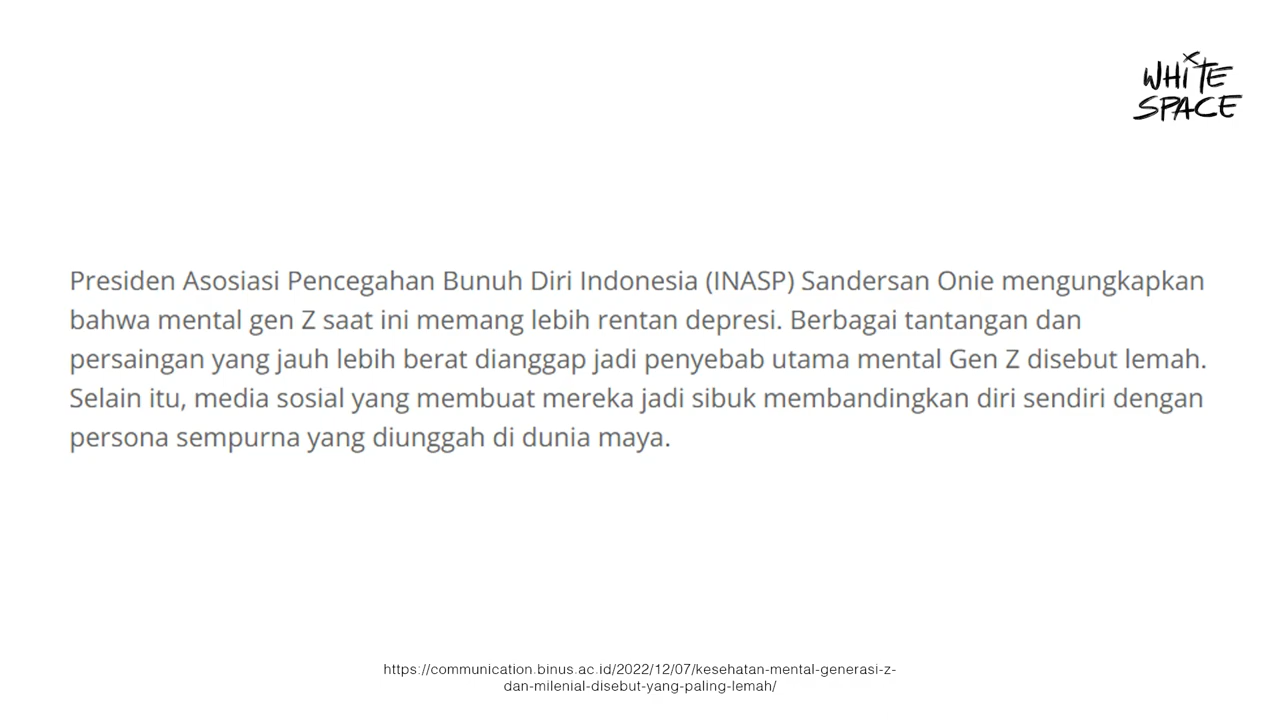 WHITE
SPACE
Presiden Asosiasi Pencegahan Bunuh Diri Indonesia (INASP) Sandersan Onie mengungkapkan
bahwa mental gen Z saat ini memang lebih rentan depresi. Berbagai tantangan dan
persaingan yang jauh lebih berat dianggap jadi penyebab utama mental Gen Z disebut lemah.
Selain itu, media sosial yang membuat mereka jadi sibuk membandingkan diri sendiri dengan
persona sempurna yang diunggah di dunia maya.
https://communication.binus.ac.id/2022/12/07/kesehatan-mental-generasi-z-
dan-milenial-disebut-yang-paling-lemah/